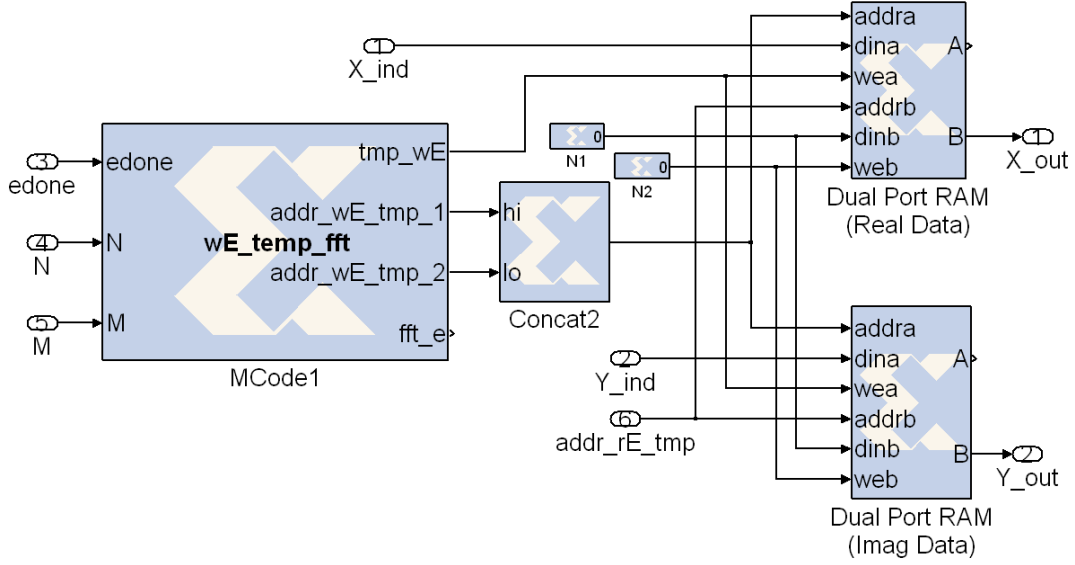 addra
1
dina
A
X_ind
wea
addrb
tmp_wE
N1
0
dinb
B
1
X_out
3
edone
edone
N2
0
web
Dual Port RAM
(Real Data)
addr_wE_tmp_1
hi
4
N
N
wE_temp_fft
addr_wE_tmp_2
lo
Concat2
5
M
M
fft_e
MCode1
addra
2
Y_ind
dina
A
wea
6
addr_rE_tmp
addrb
dinb
B
2
Y_out
web
Dual Port RAM
(Imag Data)